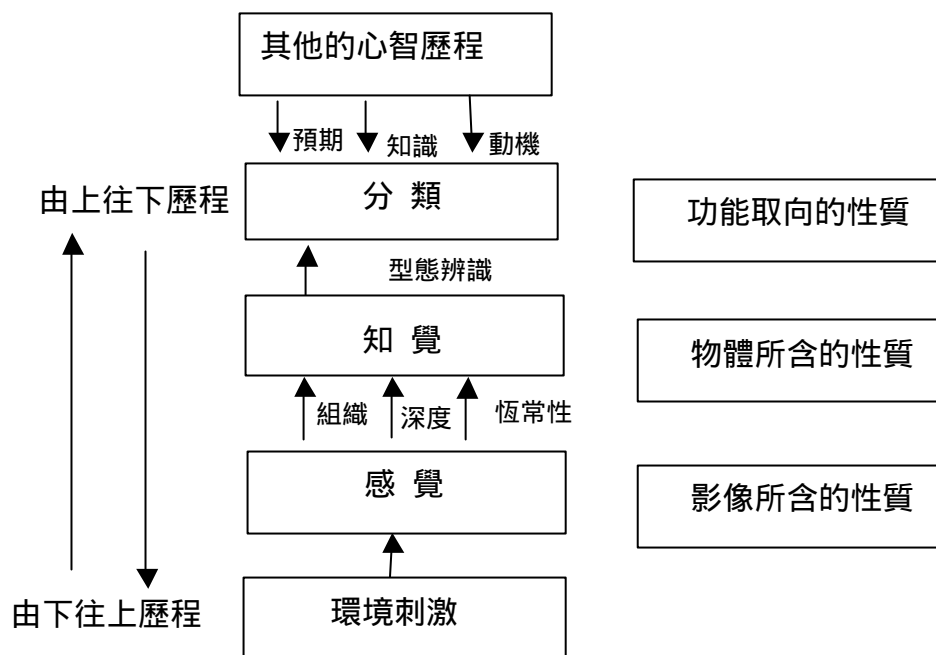 其他的心智歷程
預期
知識
動機
由上往下歷程
分 類
功能取向的性質
型態辨識
知 覺
物體所含的性質
組織
深度
恆常性
感 覺
影像所含的性質
由下往上歷程
環境刺激